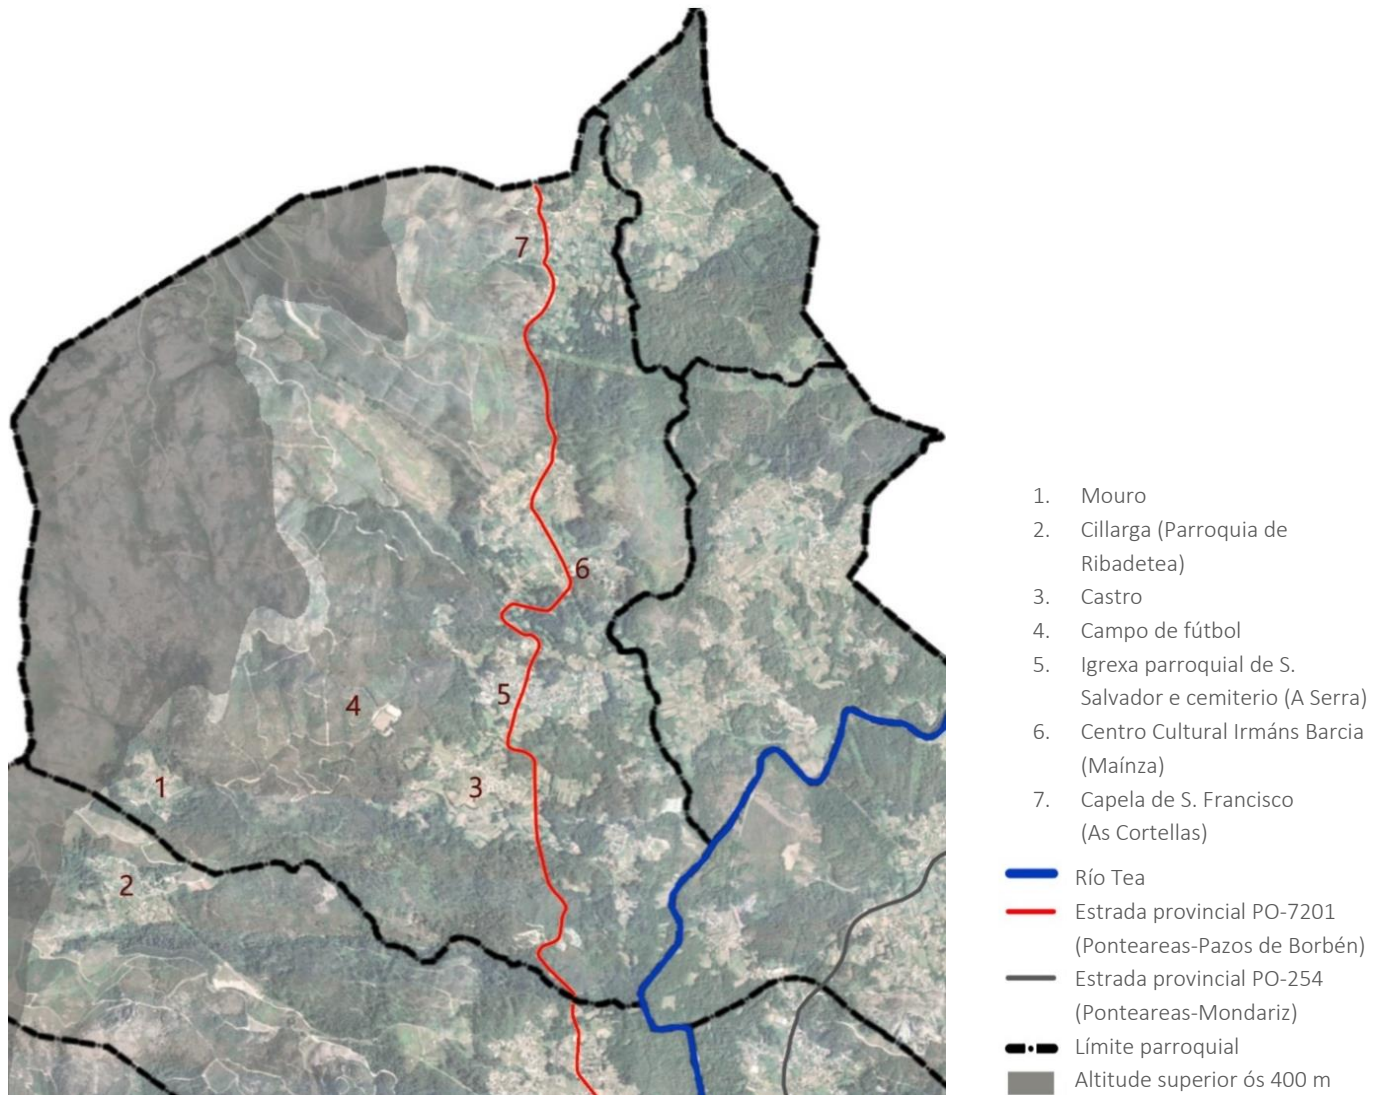 7
6
5
4
3
1
2
1. Mouro
2. Cillarga (Parroquia de
Ribadetea)
3. Castro
4. Campo de fútbol
5. Igrexa parroquial de S.
Salvador e cemiterio (A Serra)
6. Centro Cultural Irmáns Barcia
(Maínza)
7. Capela de S. Francisco
(As Cortellas)
Río Tea
Estrada provincial PO-7201
(Ponteareas-Pazos de Borbén)
Estrada provincial PO-254
(Ponteareas-Mondariz)
Límite parroquial
Altitude superior ós 400 m